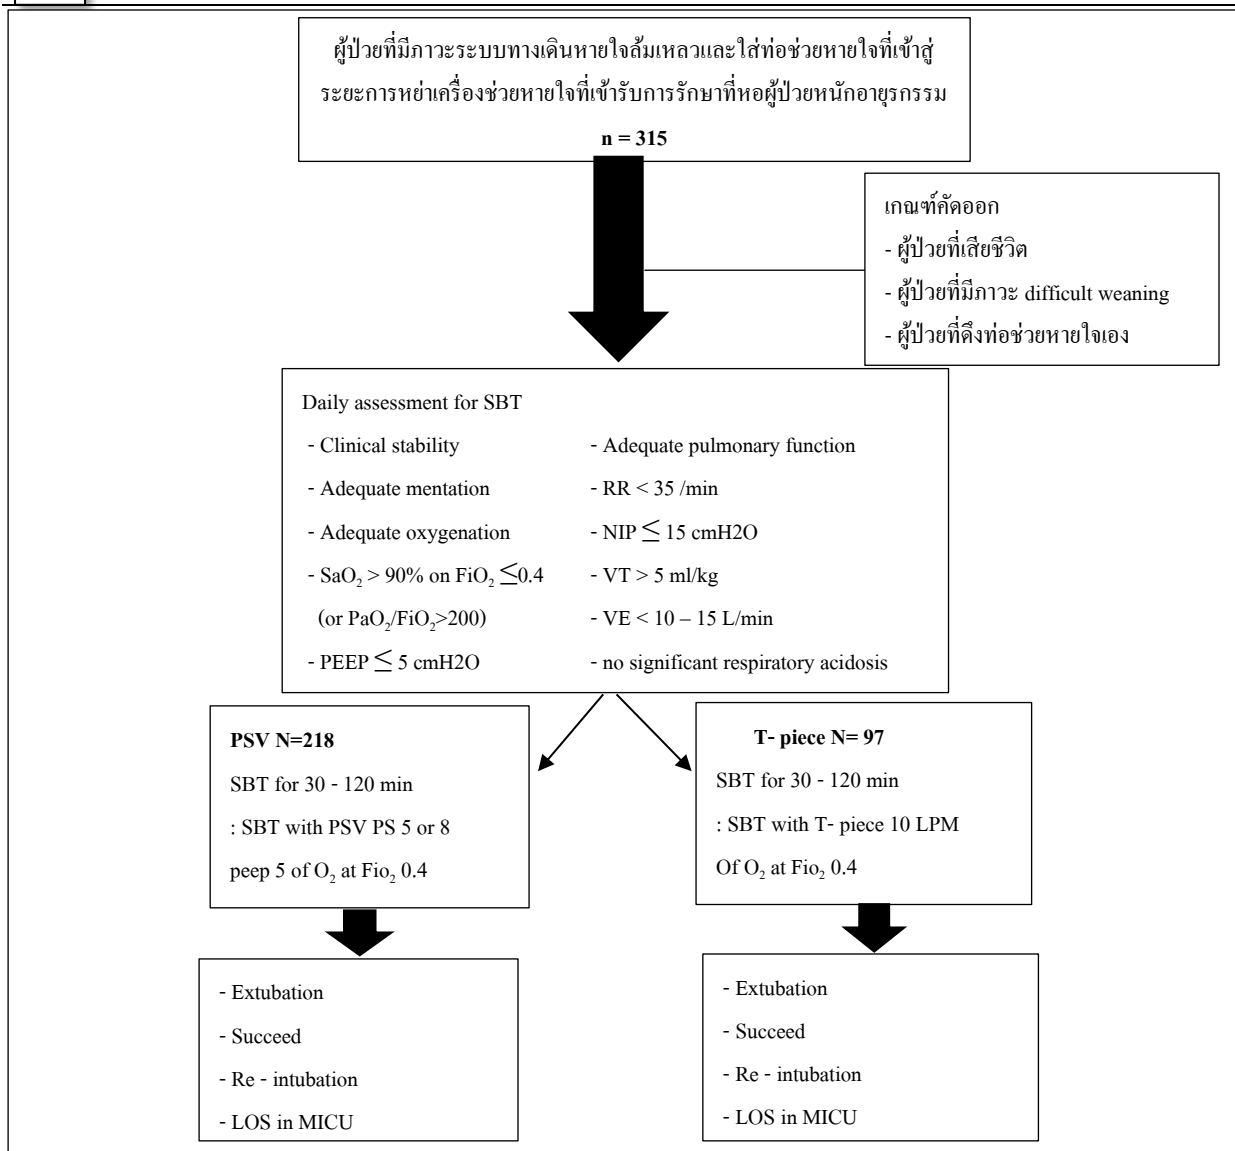 ผู้ป่วยที่มีภาวะระบบทางเดินหายใจล้มเหลวและใส่ท่อช่วยหายใจที่เข้าสู่
ระยะการหย่าเครื่องช่วยหายใจที่เข้ารับการรักษาที่หอผู้ป่วยหนักอายุรกรรม
n = 315
เกณฑ์คัดออก
- ผู้ป่วยที่เสียชีวิต
- ผู้ป่วยที่มีภาวะ difficult weaning
- ผู้ป่วยที่ดึงท่อช่วยหายใจเอง
Daily assessment for SBT
- Clinical stability
- Adequate mentation
- Adequate oxygenation
- SaO₂ > 90% on FiO₂ ≤0.4
(or PaO₂/FiO₂>200)
- PEEP ≤ 5 cmH2O
- Adequate pulmonary function
- RR < 35 /min
- NIP ≤ 15 cmH2O
- VT > 5 ml/kg
- VE < 10 – 15 L/min
- no significant respiratory acidosis
PSV N=218
SBT for 30 - 120 min
: SBT with PSV PS 5 or 8
peep 5 of O₂ at Fio₂ 0.4
T- piece N= 97
SBT for 30 - 120 min
: SBT with T- piece 10 LPM
Of O₂ at Fio₂ 0.4
- Extubation
- Succeed
- Re - intubation
- LOS in MICU
- Extubation
- Succeed
- Re - intubation
- LOS in MICU